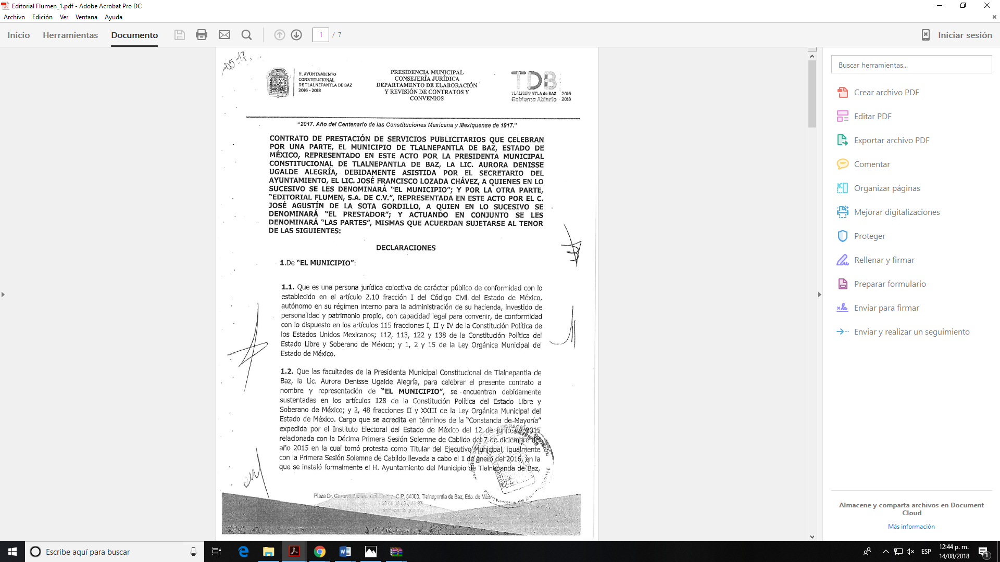 Editorial Flumen_1.pdf - Adobe Acrobat Pro DC
Archivo Edición Ver Ventana Ayuda
Inicio Herramientas Documento 1 / 7 Iniciar sesión
-05-17.
H. AYUNTAMIENTO
CONSTITUCIONAL
DE TLALNEPANTLA DE BAZ
2016 - 2018
PRESIDENCIA MUNICIPAL
CONSEJERÍA JURÍDICA
DEPARTAMENTO DE ELABORACIÓN
Y REVISIÓN DE CONTRATOS Y
CONVENIOS
TDB
TLALNEPANTLA de BAZ 2016
Gobierno Abierto 2018
"2017. Año del Centenario de las Constituciones Mexicana y Mexiquense de 1917."
CONTRATO DE PRESTACIÓN DE SERVICIOS PUBLICITARIOS QUE CELEBRAN
POR UNA PARTE, EL MUNICIPIO DE TLALNEPANTLA DE BAZ, ESTADO DE
MÉXICO, REPRESENTADO EN ESTE ACTO POR LA PRESIDENTA MUNICIPAL
CONSTITUCIONAL DE TLALNEPANTLA DE BAZ, LA LIC. AURORA DENISSE
UGALDE ALEGRÍA, DEBIDAMENTE ASISTIDA POR EL SECRETARIO DEL
AYUNTAMIENTO, EL LIC. JOSÉ FRANCISCO LOZADA CHÁVEZ, A QUIENES EN LO
SUCESIVO SE LES DENOMINARÁ "EL MUNICIPIO"; Y POR LA OTRA PARTE,
"EDITORIAL FLUMEN, S.A. DE C.V.", REPRESENTADA EN ESTE ACTO POR EL C.
JOSÉ AGUSTÍN DE LA SOTA GORDILLO, A QUIEN EN LO SUCESIVO SE
DENOMINARÁ "EL PRESTADOR"; Y ACTUANDO EN CONJUNTO SE LES
DENOMINARÁ "LAS PARTES", MISMAS QUE ACUERDAN SUJETARSE AL TENOR
DE LAS SIGUIENTES:
DECLARACIONES
1.De "EL MUNICIPIO":
1.1. Que es una persona jurídica colectiva de carácter público de conformidad con lo
establecido en el artículo 2.10 fracción I del Código Civil del Estado de México,
autónomo en su régimen interno para la administración de su hacienda, investido de
personalidad y patrimonio propio, con capacidad legal para convenir, de conformidad
con lo dispuesto en los artículos 115 fracciones I, II y IV de la Constitución Política de
los Estados Unidos Mexicanos; 112, 113, 122 y 138 de la Constitución Política del
Estado Libre y Soberano de México; y 1, 2 y 15 de la Ley Orgánica Municipal del
Estado de México.
1.2. Que las facultades de la Presidenta Municipal Constitucional de Tlalnepantla de
Baz, la Lic. Aurora Denisse Ugalde Alegría, para celebrar el presente contrato a
nombre y representación de "EL MUNICIPIO", se encuentran debidamente
sustentadas en los artículos 128 de la Constitución Política del Estado Libre y
Soberano de México; y 2, 48 fracciones II y XXIII de la Ley Orgánica Municipal del
Estado de México. Cargo que se acredita en términos de la "Constancia de Mayoría"
expedida por el Instituto Electoral del Estado de México del 12 de junio de 2015
relacionada con la Décima Primera Sesión Solemne de Cabildo del 7 de diciembre de
año 2015 en la cual tomó protesta como Titular del Ejecutivo Municipal, igualmente
con la Primera Sesión Solemne de Cabildo llevada a cabo el 1 de enero del 2016, en la
que se instaló formalmente el H. Ayuntamiento del Municipio de Tlalnepantla de Baz,
Plaza Dr. Gustavo C.P. 54000, Tlalnepantla de Baz, Edo. de
Buscar herramientas...
Crear archivo PDF
Editar PDF
Exportar archivo PDF
Comentar
Organizar páginas
Mejorar digitalizaciones
Proteger
Rellenar y firmar
Preparar formulario
Enviar para firmar
Enviar y realizar un seguimiento
Almacene y comparta archivos en Document
Cloud
Más información
Escribe aquí para buscar
ESP
12:44 p. m.
14/08/2018
1